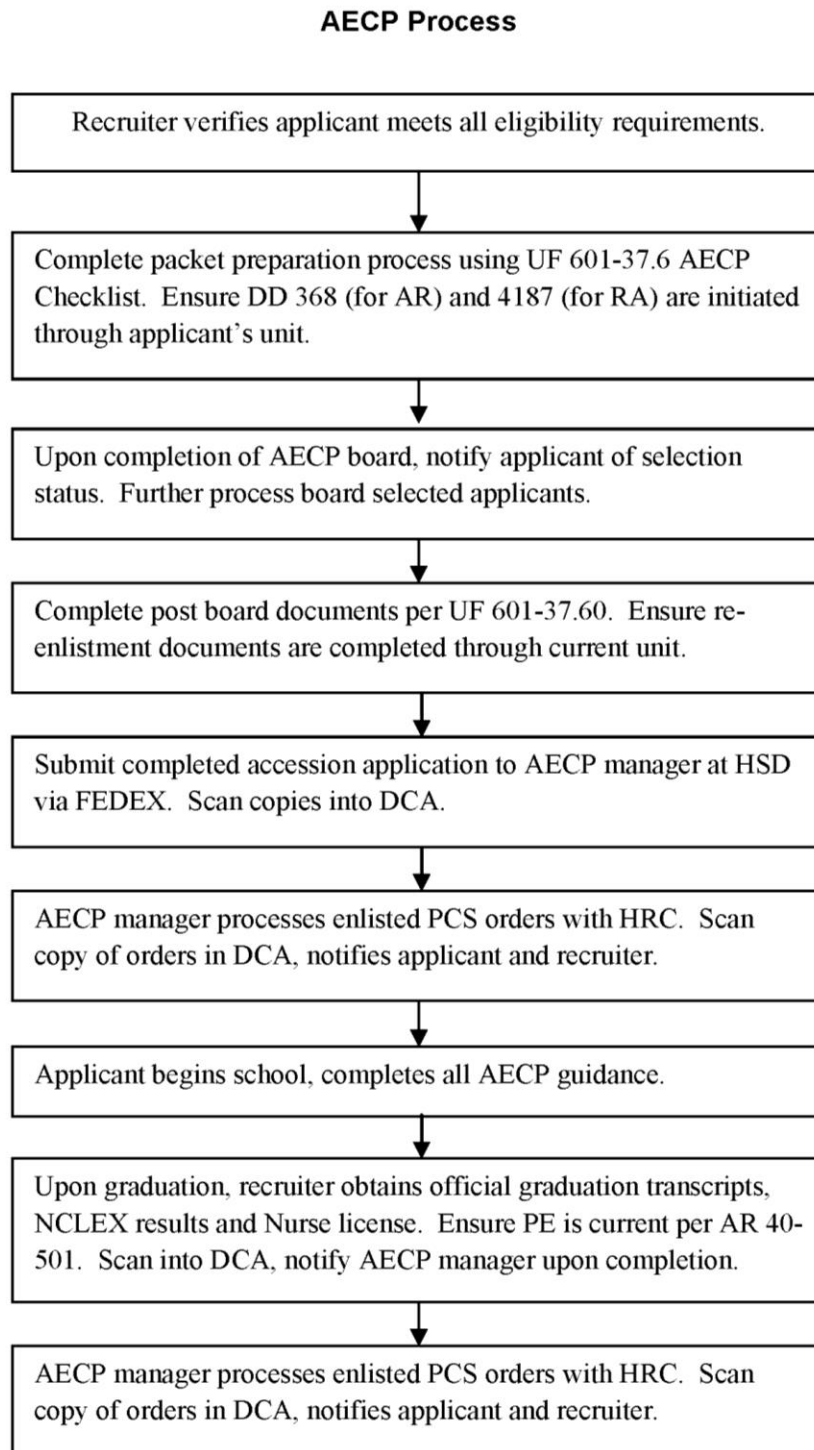 AECP Process
Recruiter verifies applicant meets all eligibility requirements.
Complete packet preparation process using UF 601-37.6 AECP
Checklist. Ensure DD 368 (for AR) and 4187 (for RA) are initiated
through applicant’s unit.
Upon completion of AECP board, notify applicant of selection
status. Further process board selected applicants.
Complete post board documents per UF 601-37.60. Ensure re-
enlistment documents are completed through current unit.
Submit completed accession application to AECP manager at HSD
via FEDEX. Scan copies into DCA.
AECP manager processes enlisted PCS orders with HRC. Scan
copy of orders in DCA, notifies applicant and recruiter.
Applicant begins school, completes all AECP guidance.
Upon graduation, recruiter obtains official graduation transcripts,
NCLEX results and Nurse license. Ensure PE is current per AR 40-
501. Scan into DCA, notify AECP manager upon completion.
AECP manager processes enlisted PCS orders with HRC. Scan
copy of orders in DCA, notifies applicant and recruiter.